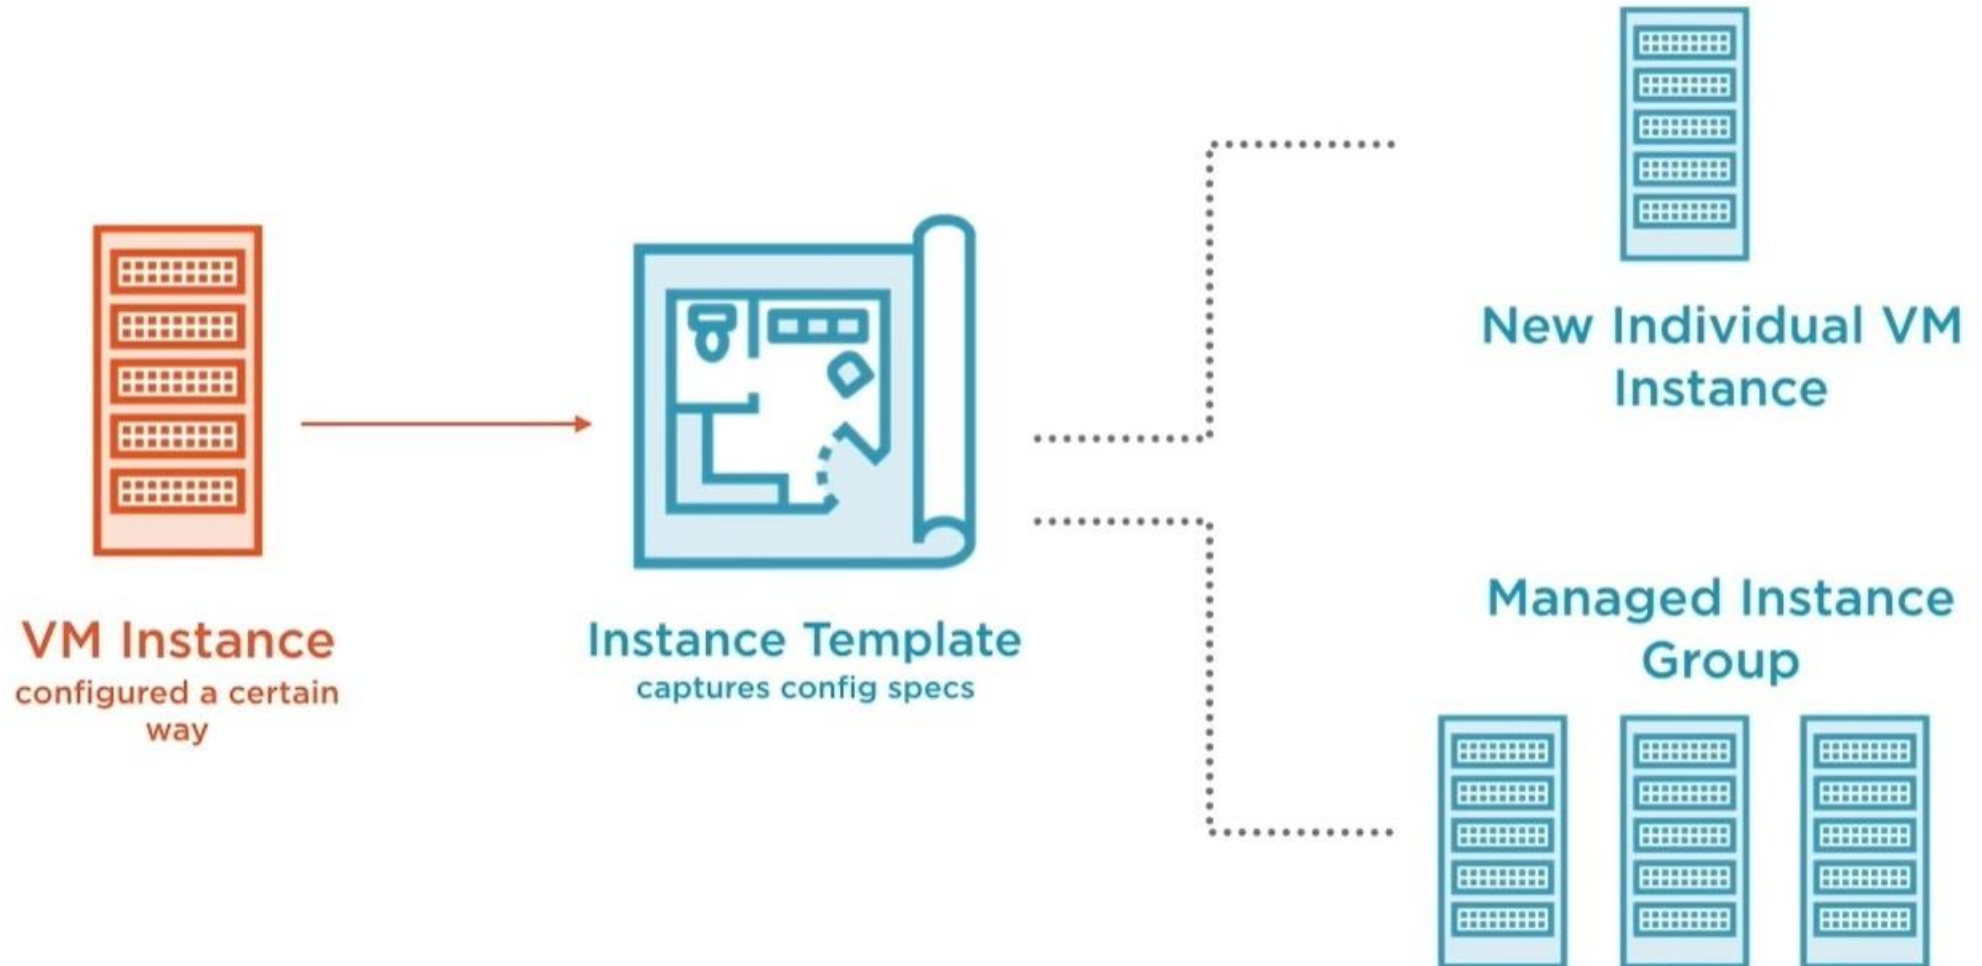 VM Instance
configured a certain
way
Instance Template
captures config specs
New Individual VM
Instance
Managed Instance
Group